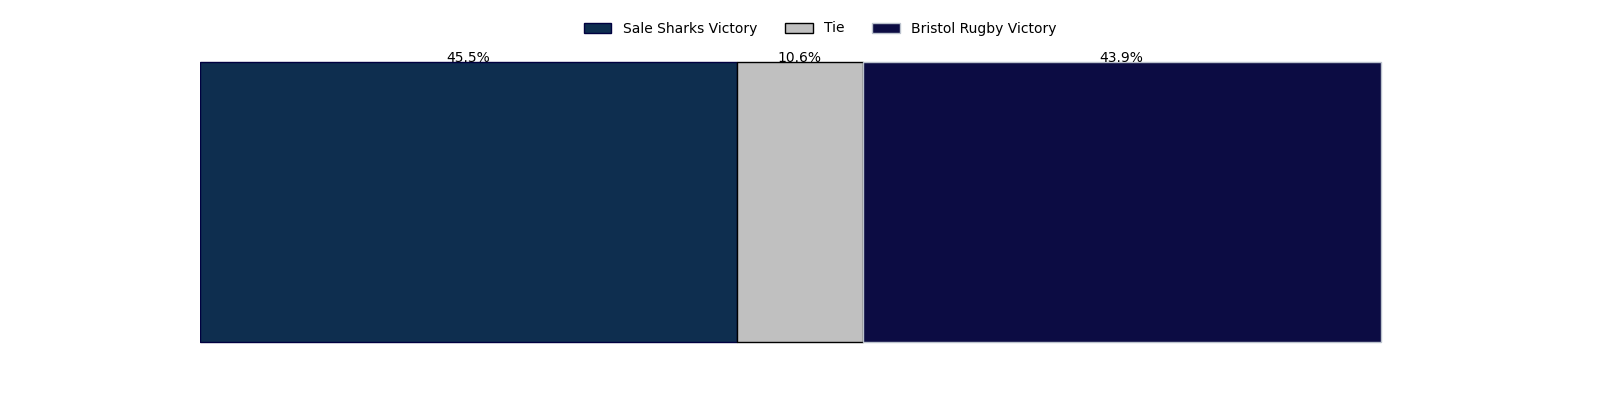 Sale Sharks Victory Tie Bristol Rugby Victory
45.5% 10.6% 43.9%